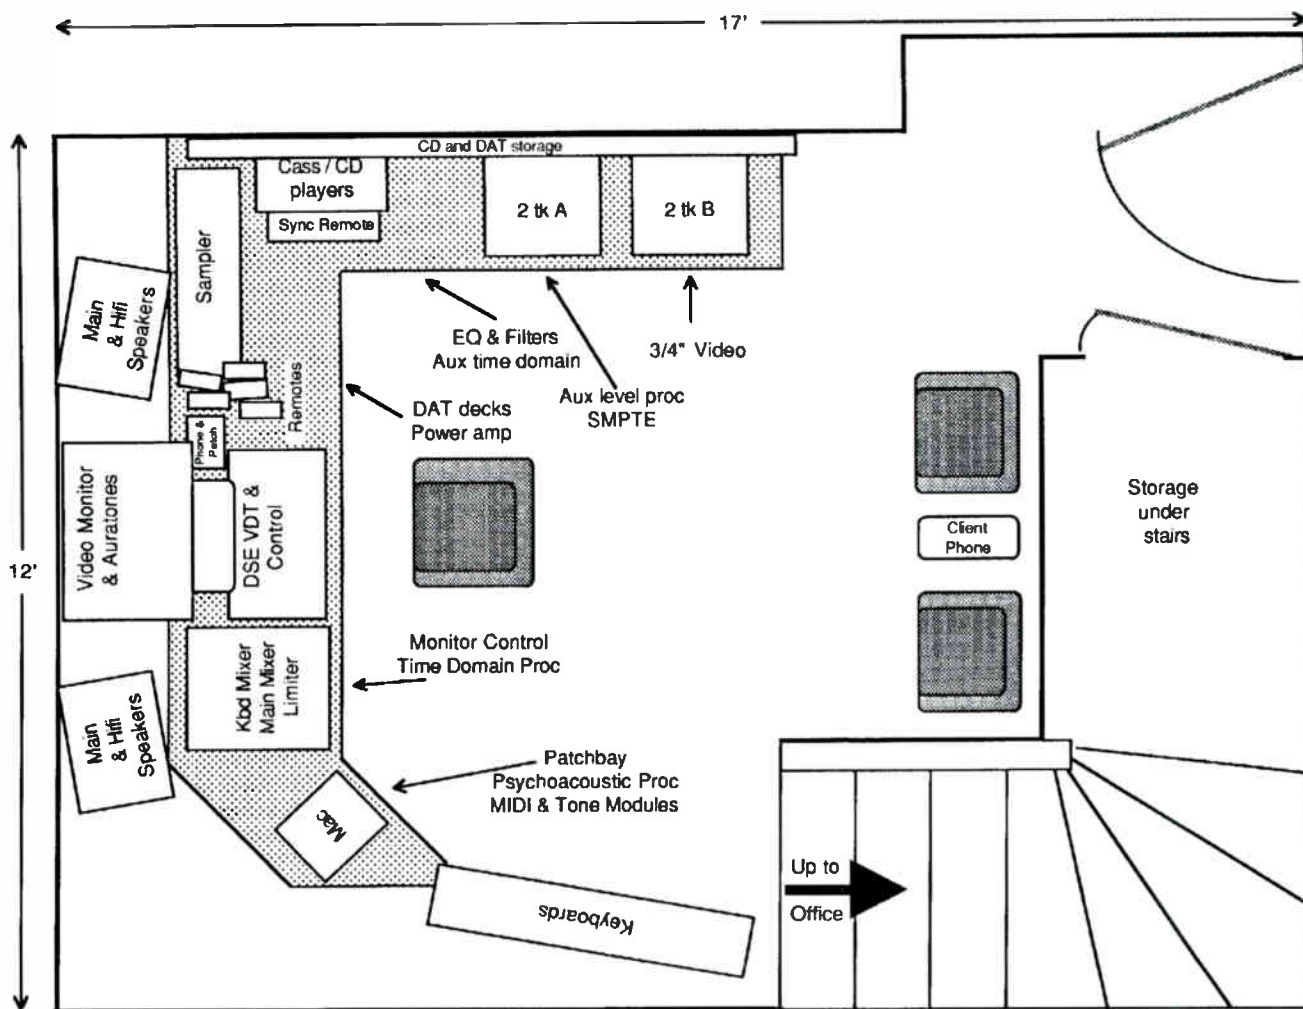 17'
CD and DAT storage
Cass / CD
players
Sync Remote
2 tk A
2 tk B
Sampler
Main
& Hifi
Speakers
EQ & Filters
Aux time domain
3/4" Video
Aux level proc
SMPTE
Remotes
DAT decks
Power amp
Phone &
Patch
Video Monitor
& Auratones
DSE VDT &
Control
Client
Phone
Storage
under
stairs
12'
Monitor Control
Time Domain Proc
Kbd Mixer
Main Mixer
Limiter
Main
& Hifi
Speakers
Patchbay
Psychoacoustic Proc
MIDI & Tone Modules
Mac
Keyboards
Up to
Office